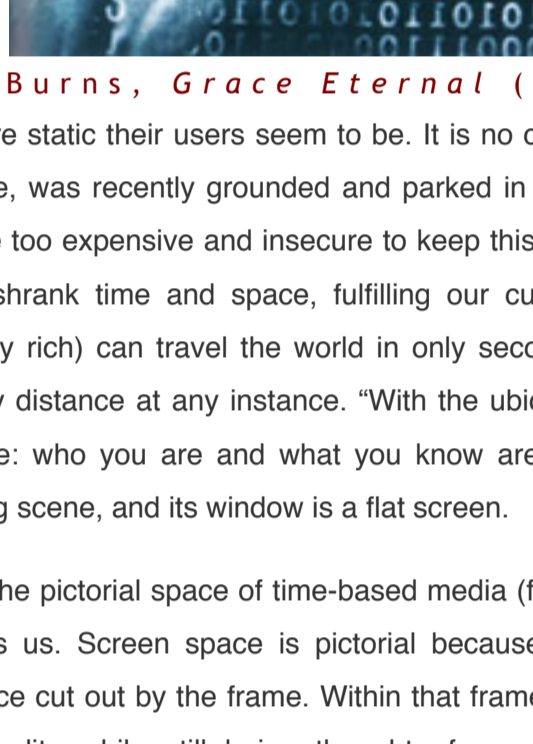 Burns, Grace Eternal (
e static their users seem to be. It is no
e, was recently grounded and parked in
too expensive and insecure to keep this
shrank time and space, fulfilling our cu
y rich) can travel the world in only seco
distance at any instance. “With the ubi
e: who you are and what you know are
g scene, and its window is a flat screen.
he pictorial space of time-based media (f
s us. Screen space is pictorial because
ce cut out by the frame. Within that frame